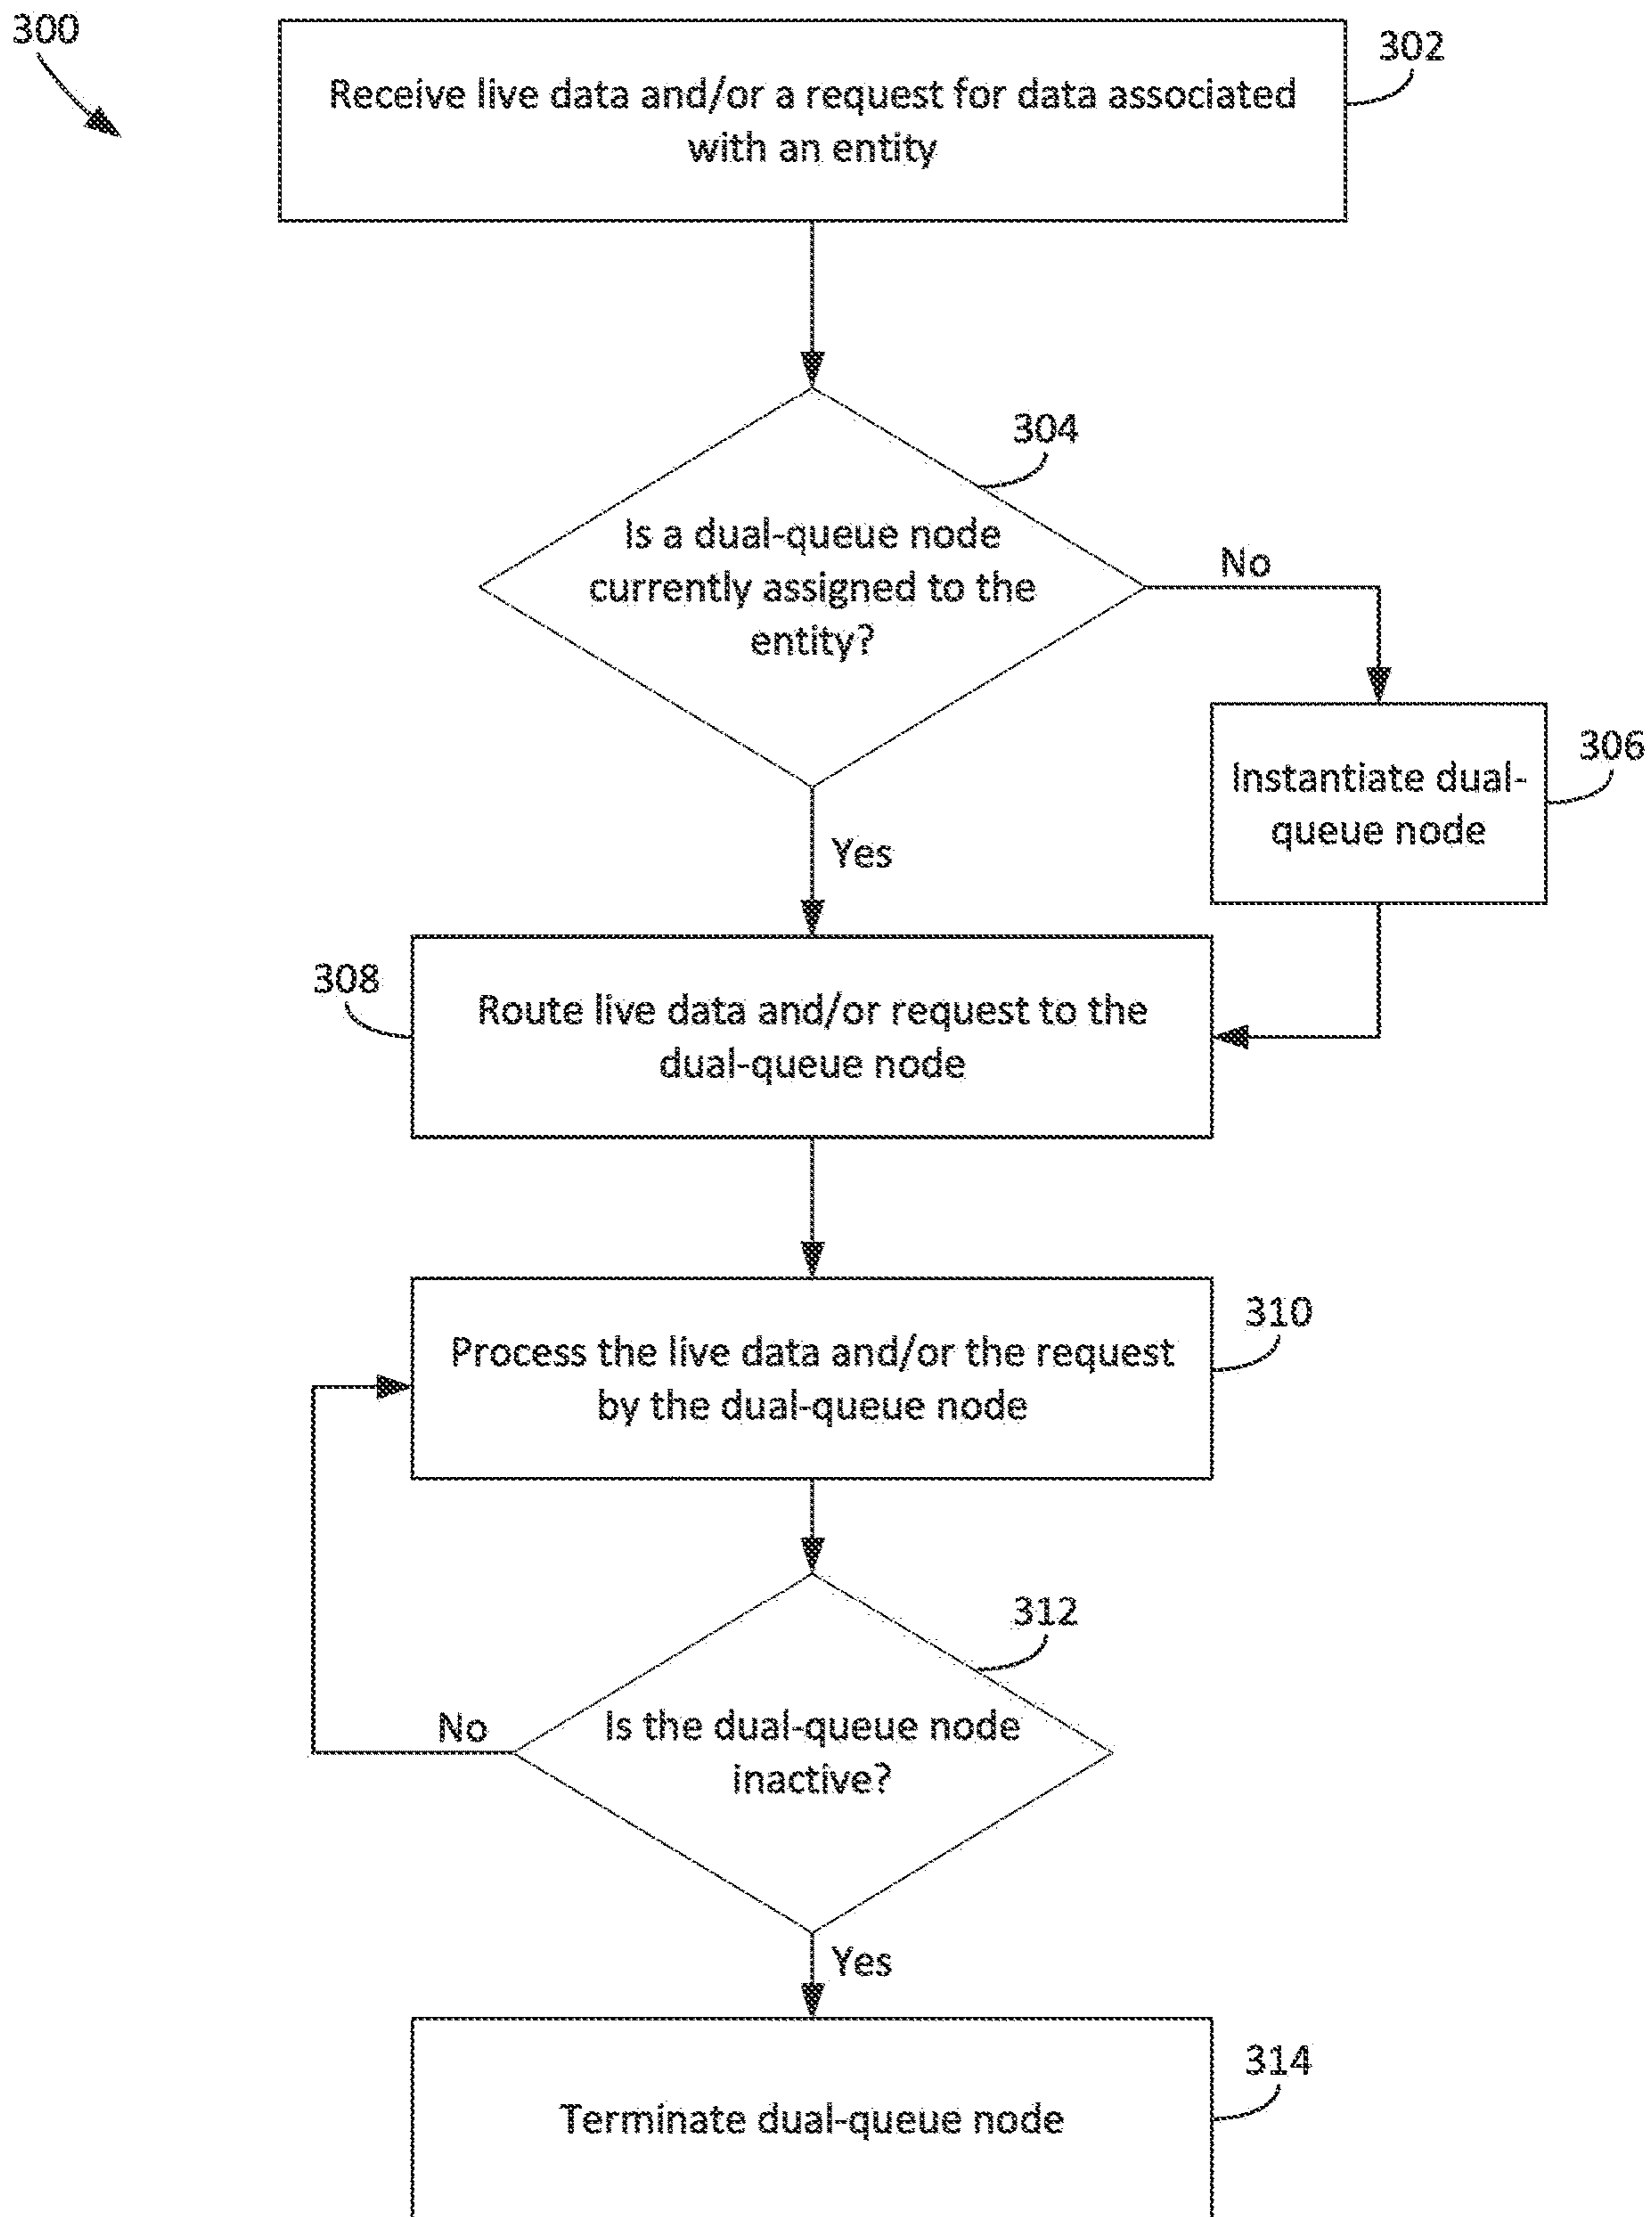 300
302
Receive live data and/or a request for data associated
with an entity
304
Is a dual-queue node
currently assigned to the
entity?
No
306
Instantiate dual-
queue node
Yes
308
Route live data and/or request to the
dual-queue node
310
Process the live data and/or the request
by the dual-queue node
312
Is the dual-queue node
inactive?
No
Yes
314
Terminate dual-queue node